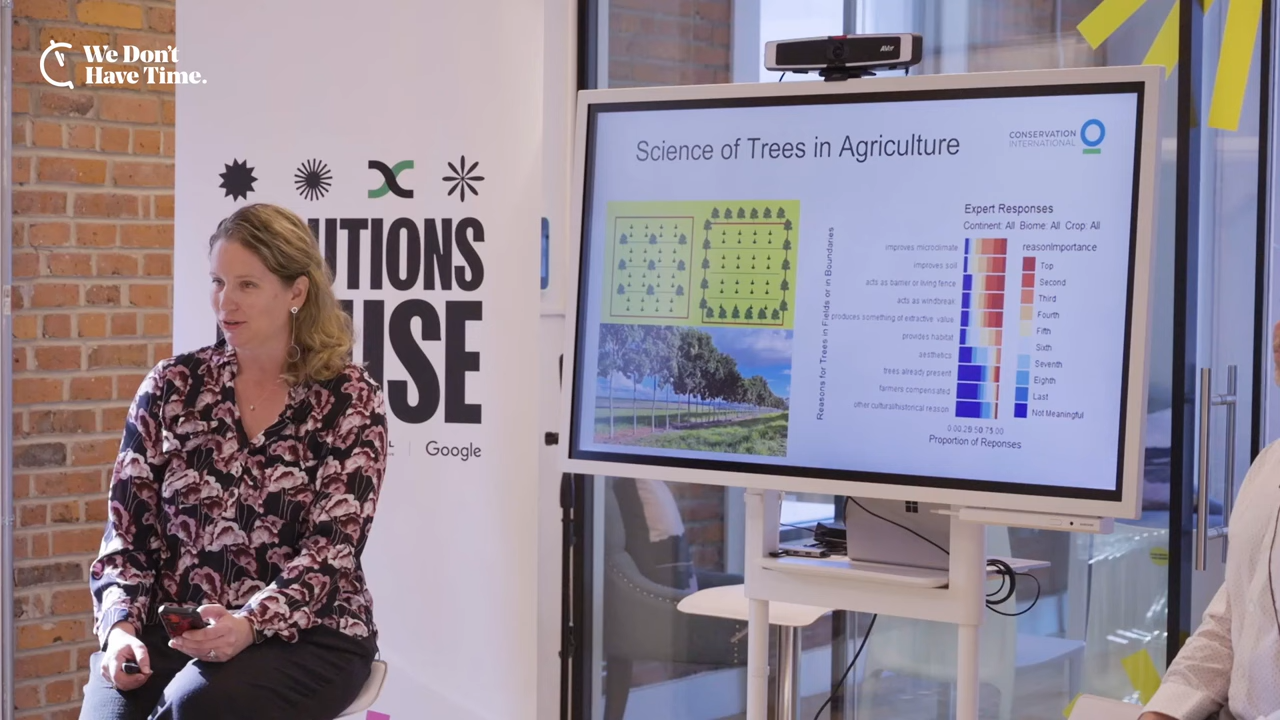 We Don't
Have Time.
UTIONS
USE
Google
AVer
Science of Trees in Agriculture
CONSERVATION
INTERNATIONAL
Expert Responses
Continent: All Biome: All Crop: All
Reasons for Trees in Fields or in Boundaries
improves microclimate
improves soil
acts as barrier or living fence
acts as windbreak
produces something of extractive value
provides habitat
aesthetics
trees already present
farmers compensated
other cultural/historical reason
reasonImportance
Top
Second
Third
Fourth
Fifth
Sixth
Seventh
Eighth
Last
Not Meaningful
Proportion of Reponses